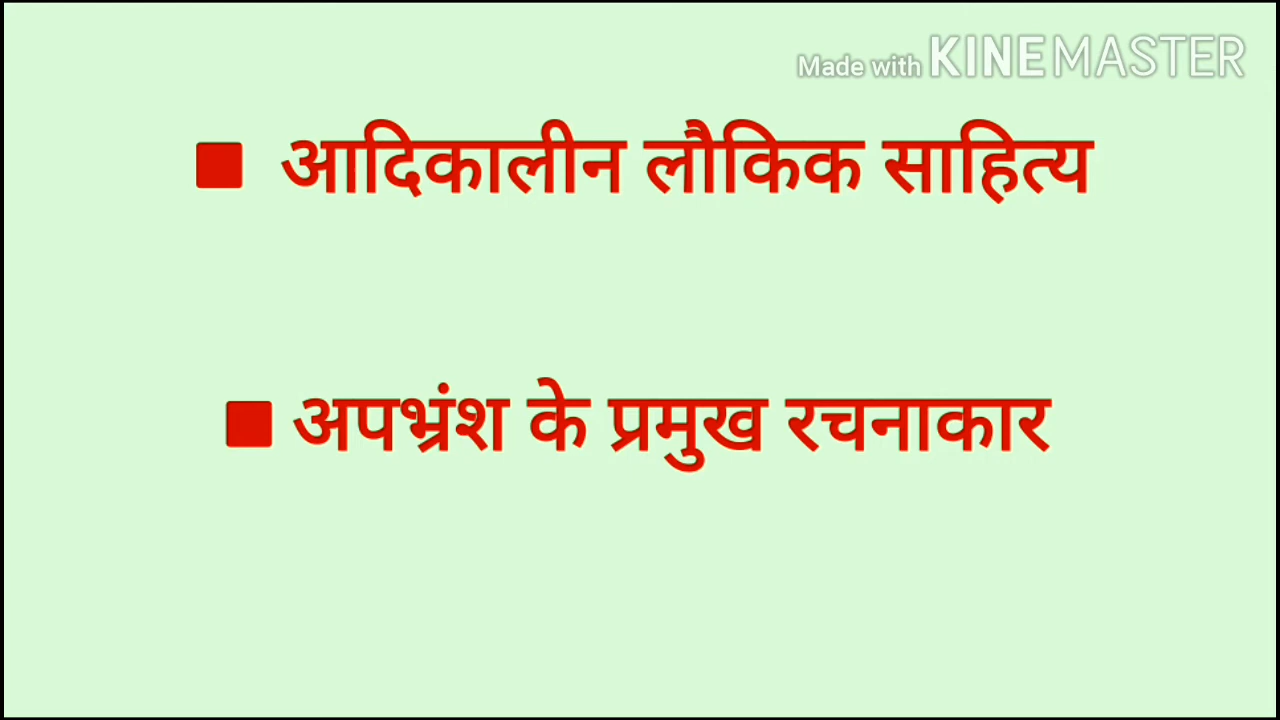 Made with KINEMASTER
■ आदिकालीन लौकिक साहित्य
■ अपभ्रंश के प्रमुख रचनाकार